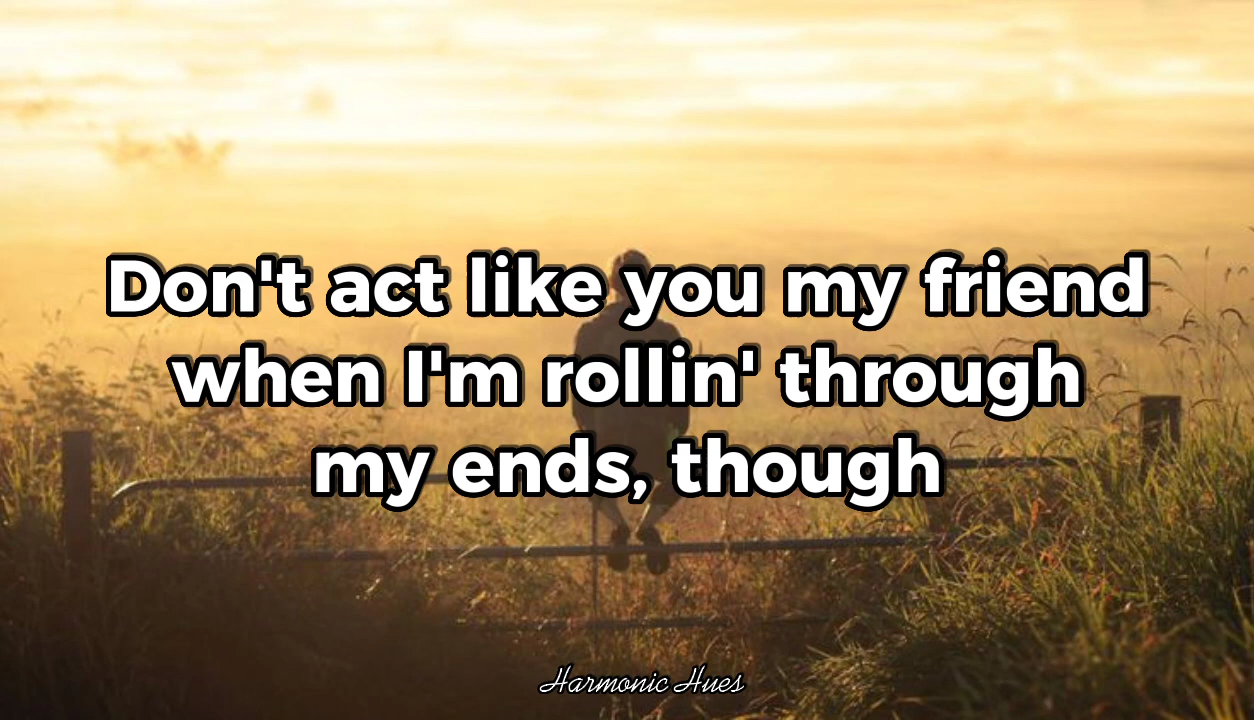 Don't act like you my friend
when I'm rollin' through
my ends, though
Harmonic Hues